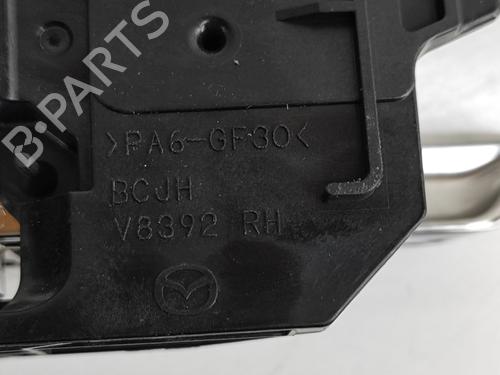 B-PARTS
>PA6-GF30<
BCJH
V8392 RH